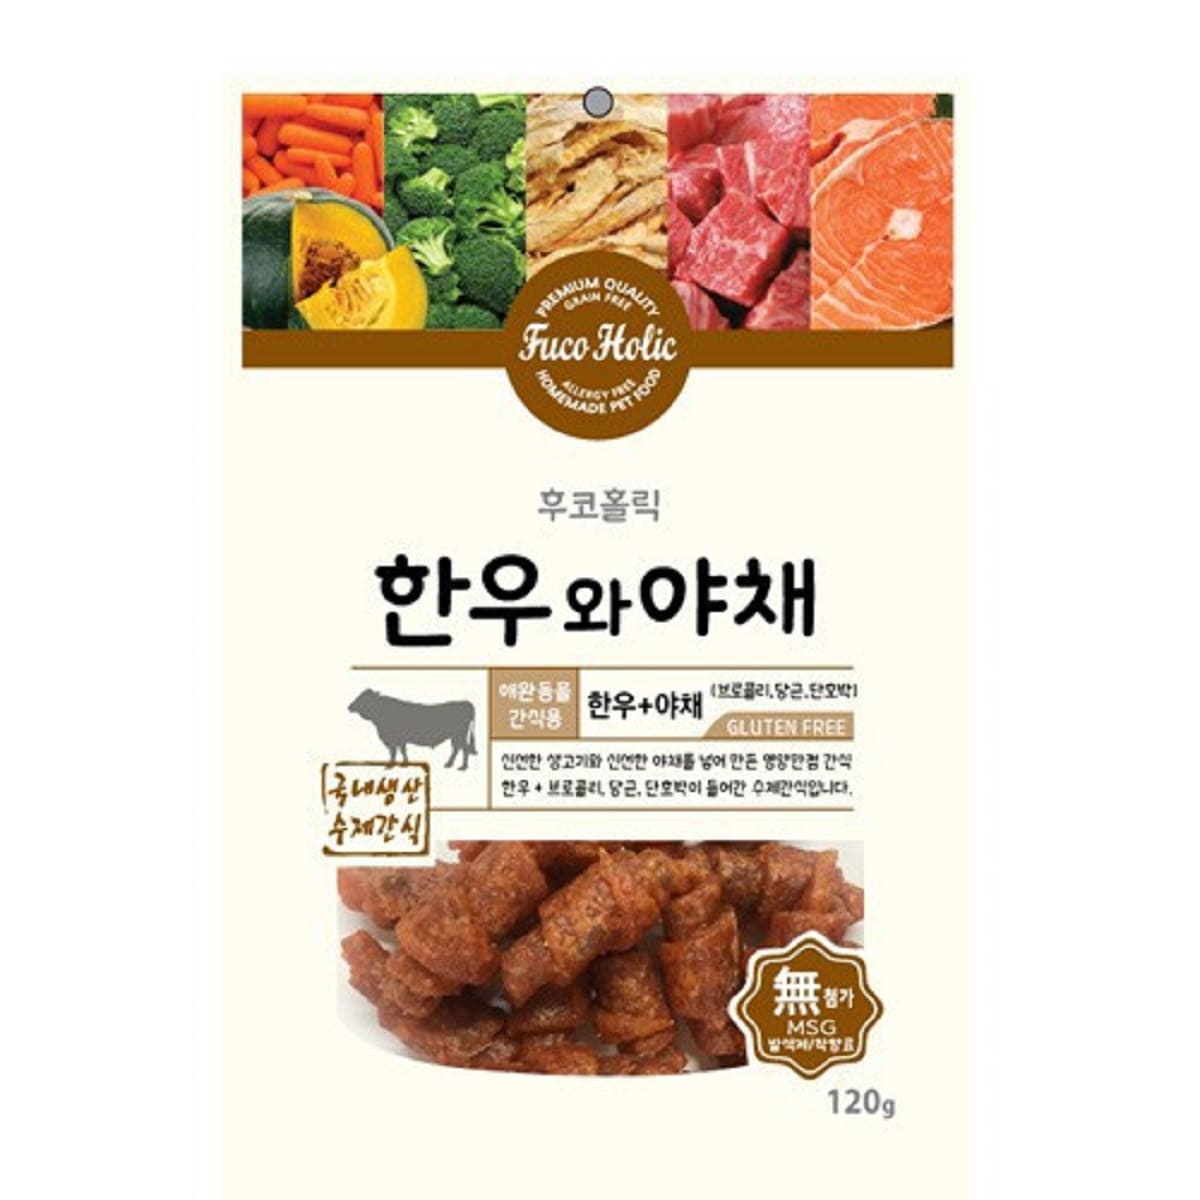 PREMIUM QUALITY
GRAIN FREE
Fuco Holic
ALLERGY FREE
HOMEMADE PET FOOD
후코홀릭
한우와야채
애완동물
간식용
한우+야채 (브로콜리,당근,단호박)
GLUTEN FREE
신선한 생고기와 신선한 야채를 넣어 만든 영양만점 간식
한우 + 브로콜리, 당근, 단호박이 들어간 수제간식입니다.
국내생산
수제간식
無첨가
MSG
발색제/착향료
120g